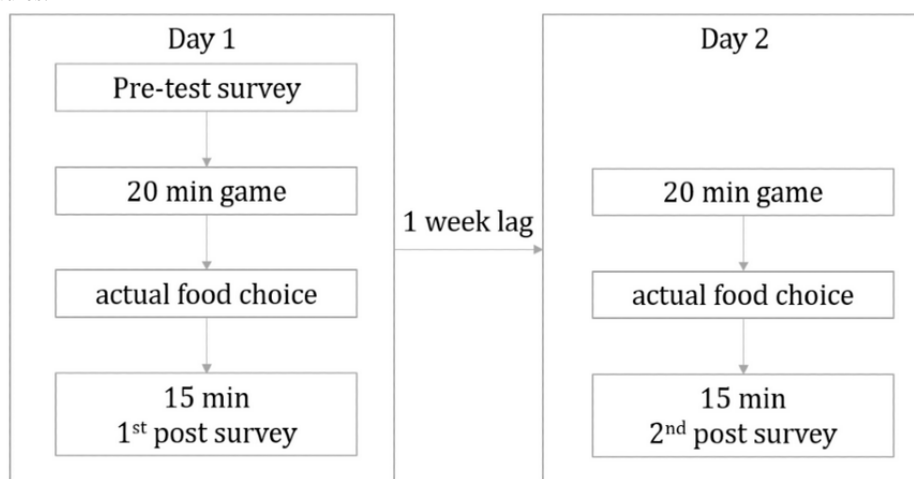 Day 1
Pre-test survey
20 min game
actual food choice
15 min
1st post survey
1 week lag
Day 2
20 min game
actual food choice
15 min
2nd post survey